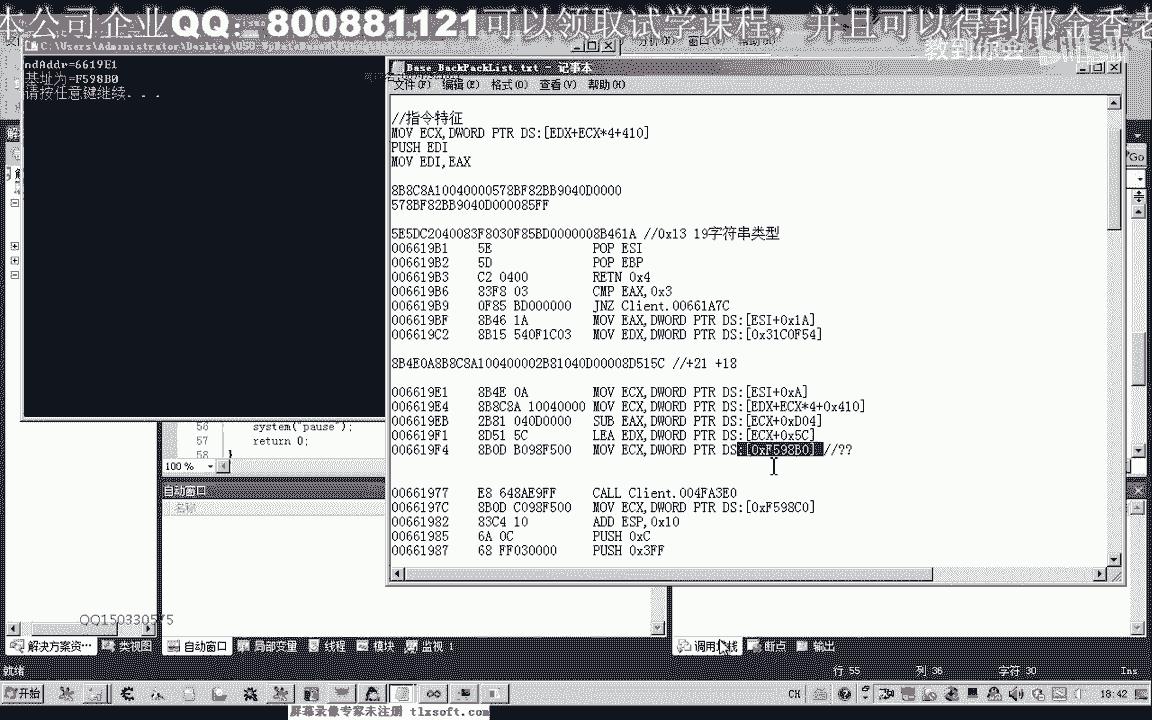 本公司企业QQ: 800881121可以领取试学课程，并且可以得到郁金香老
教到你会
C:\Users\Administrator\Desktop\
ndAddr=6619E1
基址为=F598B0
请按任意键继续. . .
Base_BackPackList.txt - 记事本
文件(F) 编辑(E) 格式(O) 查看(V) 帮助(H)
//指令特征
MOV ECX,DWORD PTR DS:[EDX+ECX*4+410]
PUSH EDI
MOV EDI,EAX
8B8C8A10040000578BF82BB9040D0000
578BF82BB9040D000085FF
5E5DC2040083F8030F85BD0000008B461A //0x13 19字符串类型
006619B1 5E POP ESI
006619B2 5D POP EBP
006619B3 C2 0400 RETN 0x4
006619B6 83F8 03 CMP EAX,0x3
006619B9 0F85 BD000000 JNZ Client.00661A7C
006619BF 8B46 1A MOV EAX,DWORD PTR DS:[ESI+0x1A]
006619C2 8B15 540F1C03 MOV EDX,DWORD PTR DS:[0x31C0F54]
8B4E0A8B8C8A100400002B81040D00008D515C //+21 +18
006619E1 8B4E 0A MOV ECX,DWORD PTR DS:[ESI+0xA]
006619E4 8B8C8A 10040000 MOV ECX,DWORD PTR DS:[EDX+ECX*4+0x410]
006619EB 2B81 040D0000 SUB EAX,DWORD PTR DS:[ECX+0xD04]
006619F1 8D51 5C LEA EDX,DWORD PTR DS:[ECX+0x5C]
006619F4 8B0D B098F500 MOV ECX,DWORD PTR DS:[0xF598B0] //??
00661977 E8 648AE9FF CALL Client.004FA3E0
0066197C 8B0D C098F500 MOV ECX,DWORD PTR DS:[0xF598C0]
00661982 83C4 10 ADD ESP,0x10
00661985 6A 0C PUSH 0xC
00661987 68 FF030000 PUSH 0x3FF
56 system("pause");
57 return 0;
58 }
100 %
自动窗口
名称
QQ150330575
解决方案资… 类视图
自动窗口 局部变量 线程 模块 监视 1
调用堆栈 断点 输出
就绪 行 55 列 36 字符 30 Ins
开始 CH 18:42
屏幕录像专家未注册 tlxsoft.com